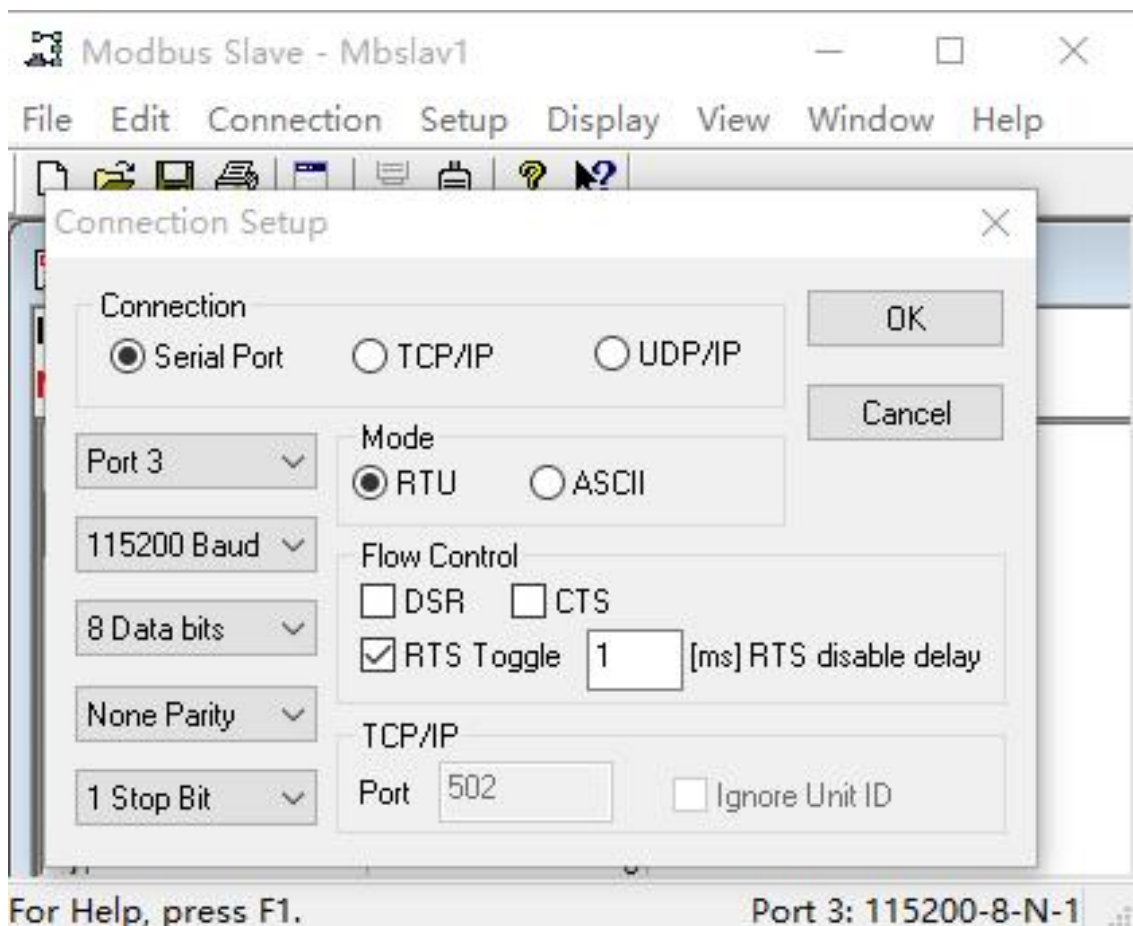 Modbus Slave - Mbslav1
File Edit Connection Setup Display View Window Help
Connection Setup
Connection
Serial Port TCP/IP UDP/IP
OK
Cancel
Port 3
Mode
RTU ASCII
115200 Baud
Flow Control
DSR CTS
8 Data bits
RTS Toggle 1 [ms] RTS disable delay
None Parity
TCP/IP
1 Stop Bit
Port 502 Ignore Unit ID
For Help, press F1.
Port 3: 115200-8-N-1